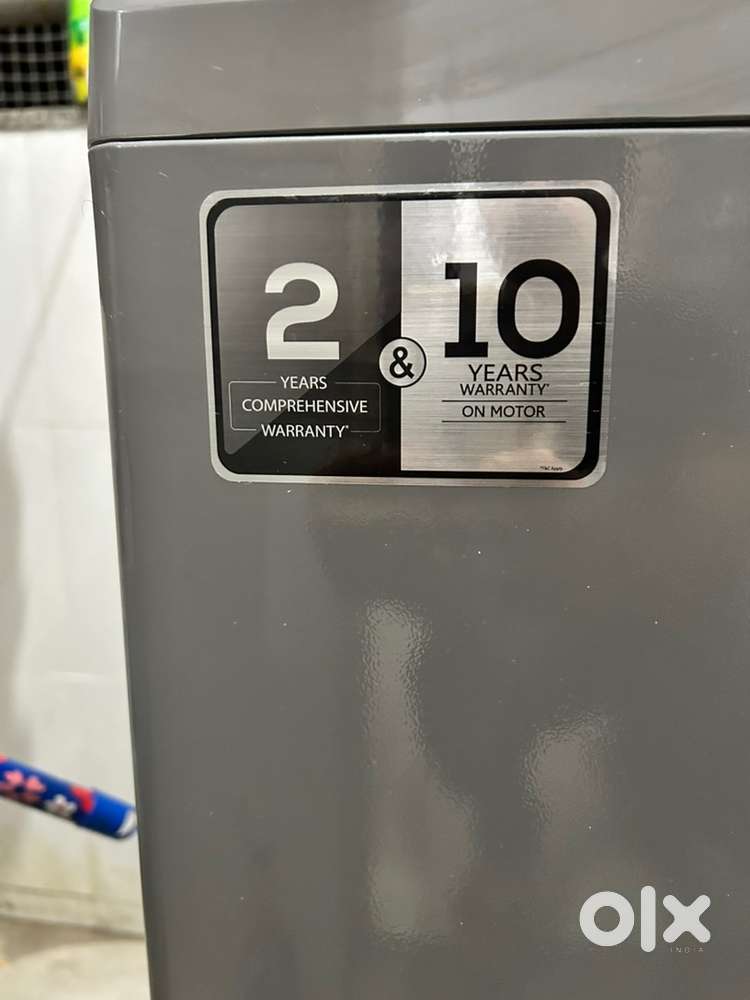 2
YEARS
COMPREHENSIVE
WARRANTY*
&
10
YEARS
WARRANTY*
ON MOTOR
*T&C Apply
olx
INDIA